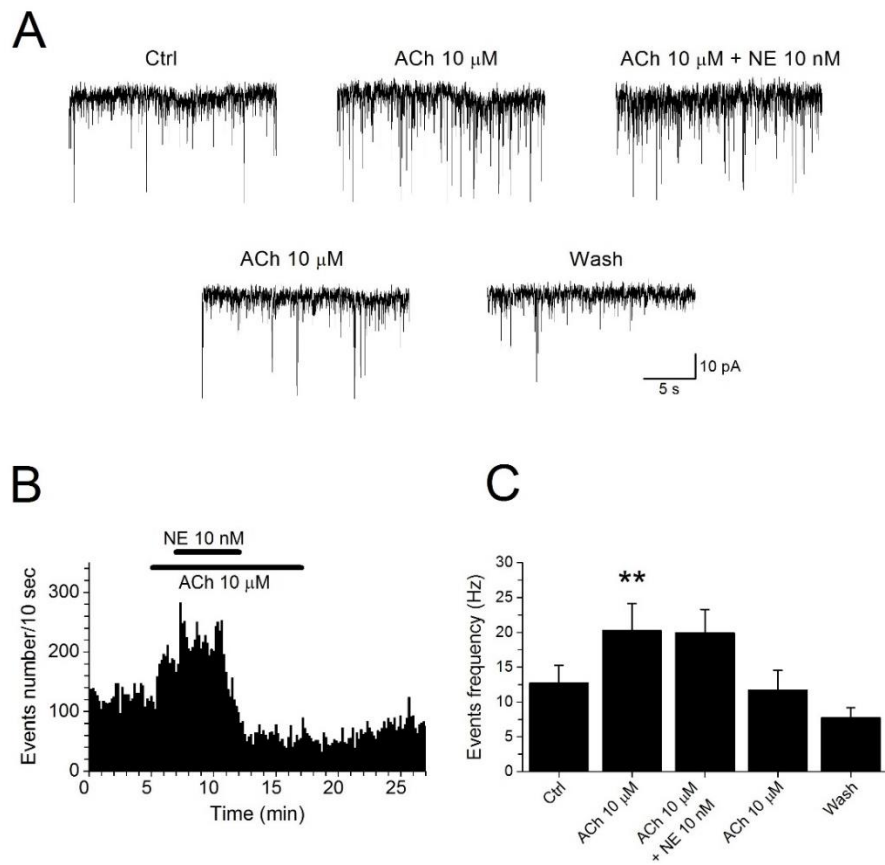 A
Ctrl
ACh 10 μM
ACh 10 μM + NE 10 nM
ACh 10 μM
Wash
10 pA
5 s
B
NE 10 nM
ACh 10 μM
300
200
100
0
Events number/10 sec
0 5 10 15 20 25
Time (min)
C
**
30
25
20
15
10
5
0
Events frequency (Hz)
Ctrl
ACh 10 μM
ACh 10 μM
+ NE 10 nM
ACh 10 μM
Wash